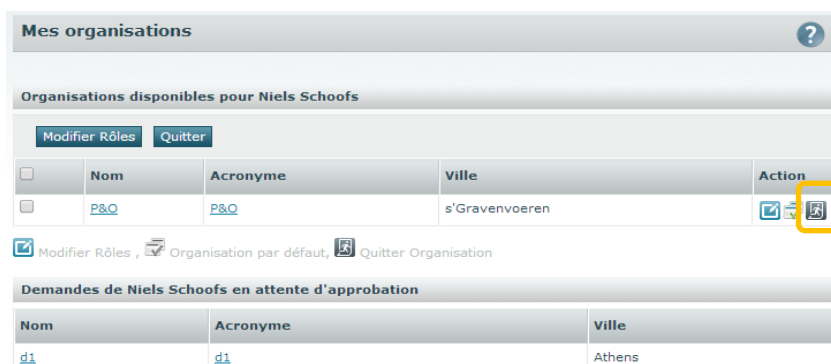 Mes organisations
?
Organisations disponibles pour Niels Schoofs
Modifier Rôles Quitter
Nom Acronyme Ville Action
P&O P&O s'Gravenvoeren
Modifier Rôles , Organisation par défaut, Quitter Organisation
Demandes de Niels Schoofs en attente d'approbation
Nom Acronyme Ville
d1 d1 Athens